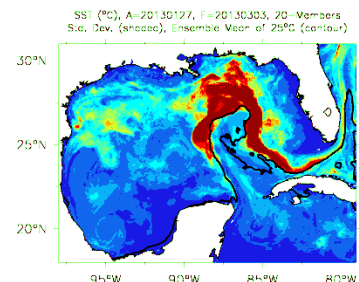 SST (°C), A=20130127, F=20130303, 20-Members
Std. Dev. (shaded), Ensemble Mean of 25°C (contour)
30°N
25°N
20°N
95°W 90°W 85°W 80°W